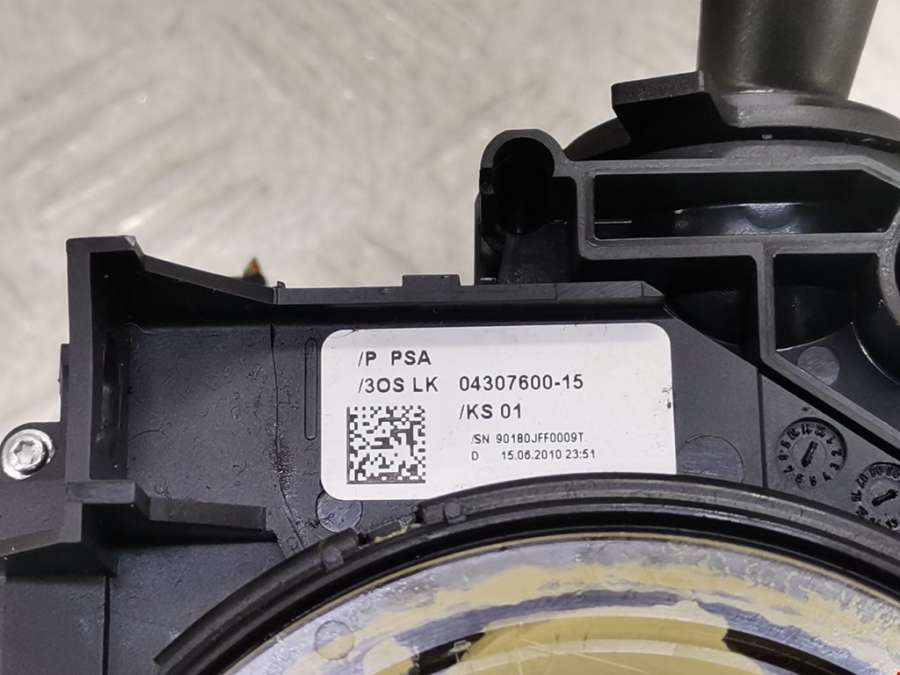 /P PSA
/3OS LK 04307600-15
/KS 01
/SN 90180JFF0009T
D 15.06.2010 23:51